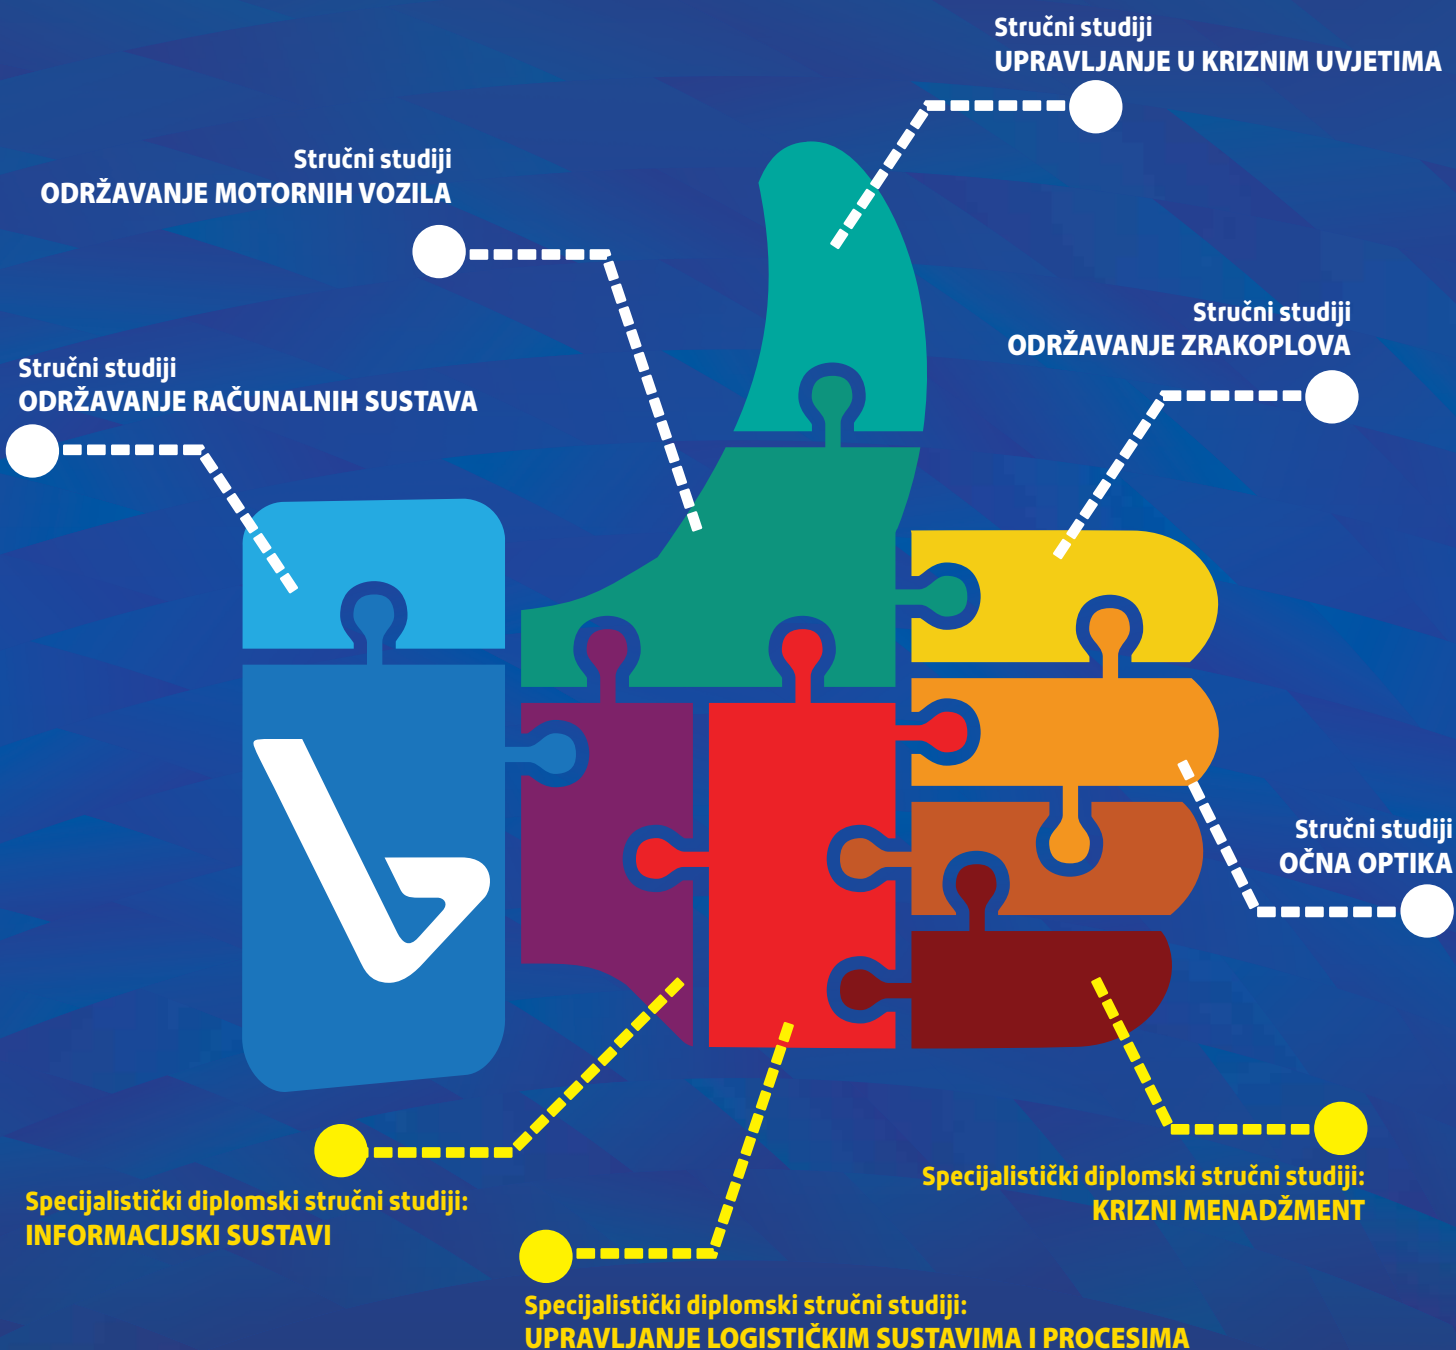 Stručni studiji
UPRAVLJANJE U KRIZNIM UVJETIMA
Stručni studiji
ODRŽAVANJE MOTORNIH VOZILA
Stručni studiji
ODRŽAVANJE ZRAKOPLOVA
Stručni studiji
ODRŽAVANJE RAČUNALNIH SUSTAVA
Stručni studiji
OČNA OPTIKA
Specijalistički diplomski stručni studiji:
KRIZNI MENADŽMENT
Specijalistički diplomski stručni studiji:
INFORMACIJSKI SUSTAVI
Specijalistički diplomski stručni studiji:
UPRAVLJANJE LOGISTIČKIM SUSTAVIMA I PROCESIMA